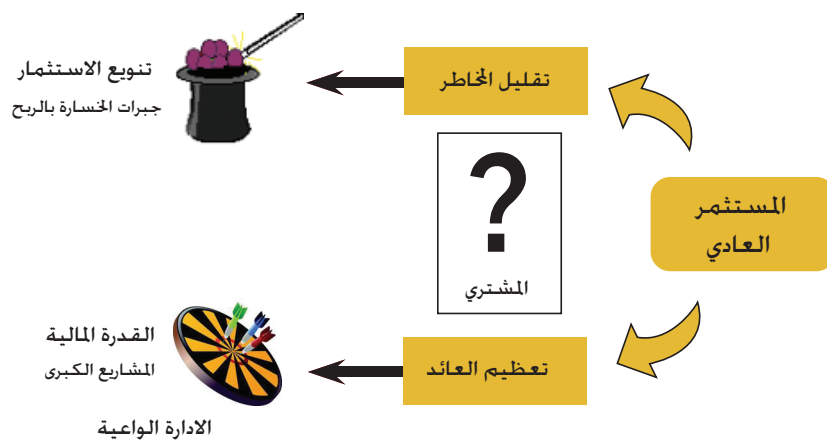 المستثمر
العادي
تقليل المخاطر
تنويع الاستثمار
جبرات الخسارة بالربح
؟
المشتري
تعظيم العائد
القدرة المالية
المشاريع الكبرى
الادارة الواعية